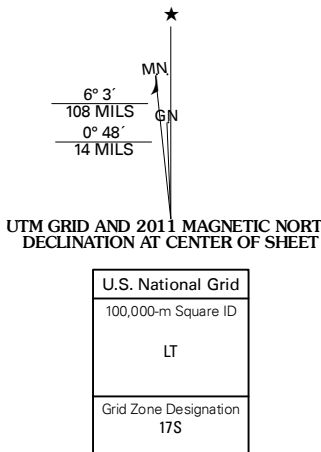 ★
MN
6° 3´
108 MILS
GN
0° 48´
14 MILS
UTM GRID AND 2011 MAGNETIC NORT
DECLINATION AT CENTER OF SHEET
U.S. National Grid
100,000-m Square ID
LT
Grid Zone Designation
17S